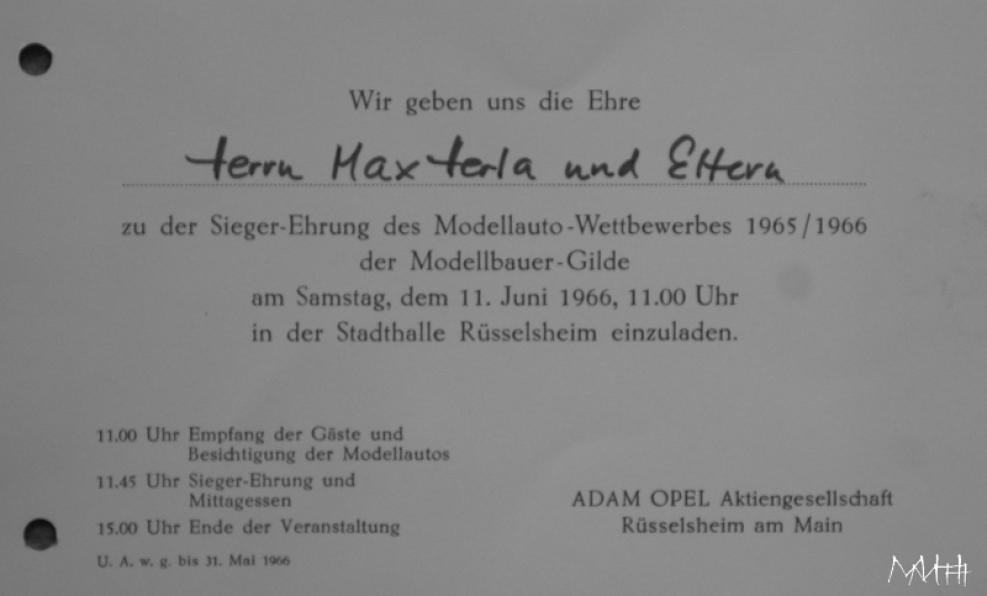 Wir geben uns die Ehre
Herrn Max Herla und Eltern
zu der Sieger-Ehrung des Modellauto-Wettbewerbes 1965/1966
der Modellbauer-Gilde
am Samstag, dem 11. Juni 1966, 11.00 Uhr
in der Stadthalle Rüsselsheim einzuladen.
11.00 Uhr Empfang der Gäste und
Besichtigung der Modellautos
11.45 Uhr Sieger-Ehrung und
Mittagessen
15.00 Uhr Ende der Veranstaltung
U. A. w. g. bis 31. Mai 1966
ADAM OPEL Aktiengesellschaft
Rüsselsheim am Main